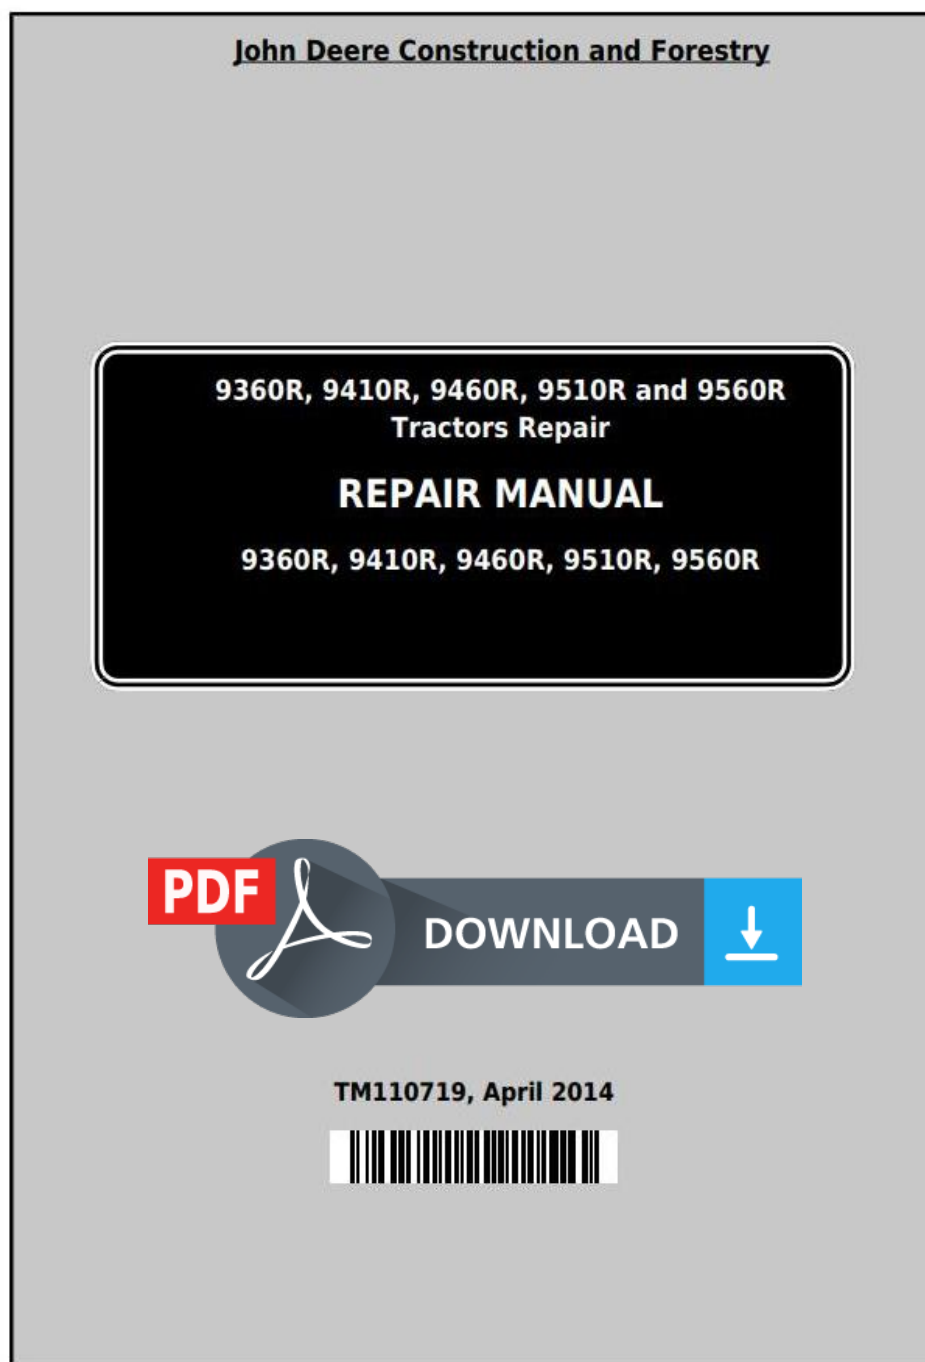 John Deere Construction and Forestry
9360R, 9410R, 9460R, 9510R and 9560R
Tractors Repair
REPAIR MANUAL
9360R, 9410R, 9460R, 9510R, 9560R
PDF
DOWNLOAD
TM110719, April 2014